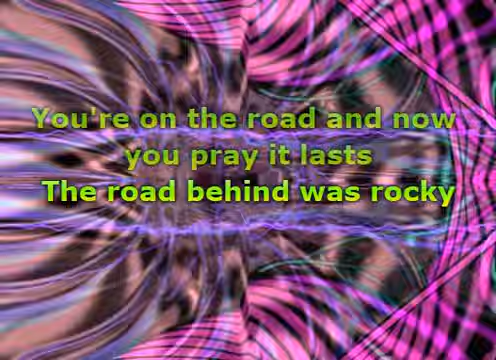 You're on the road and now
you pray it lasts
The road behind was rocky